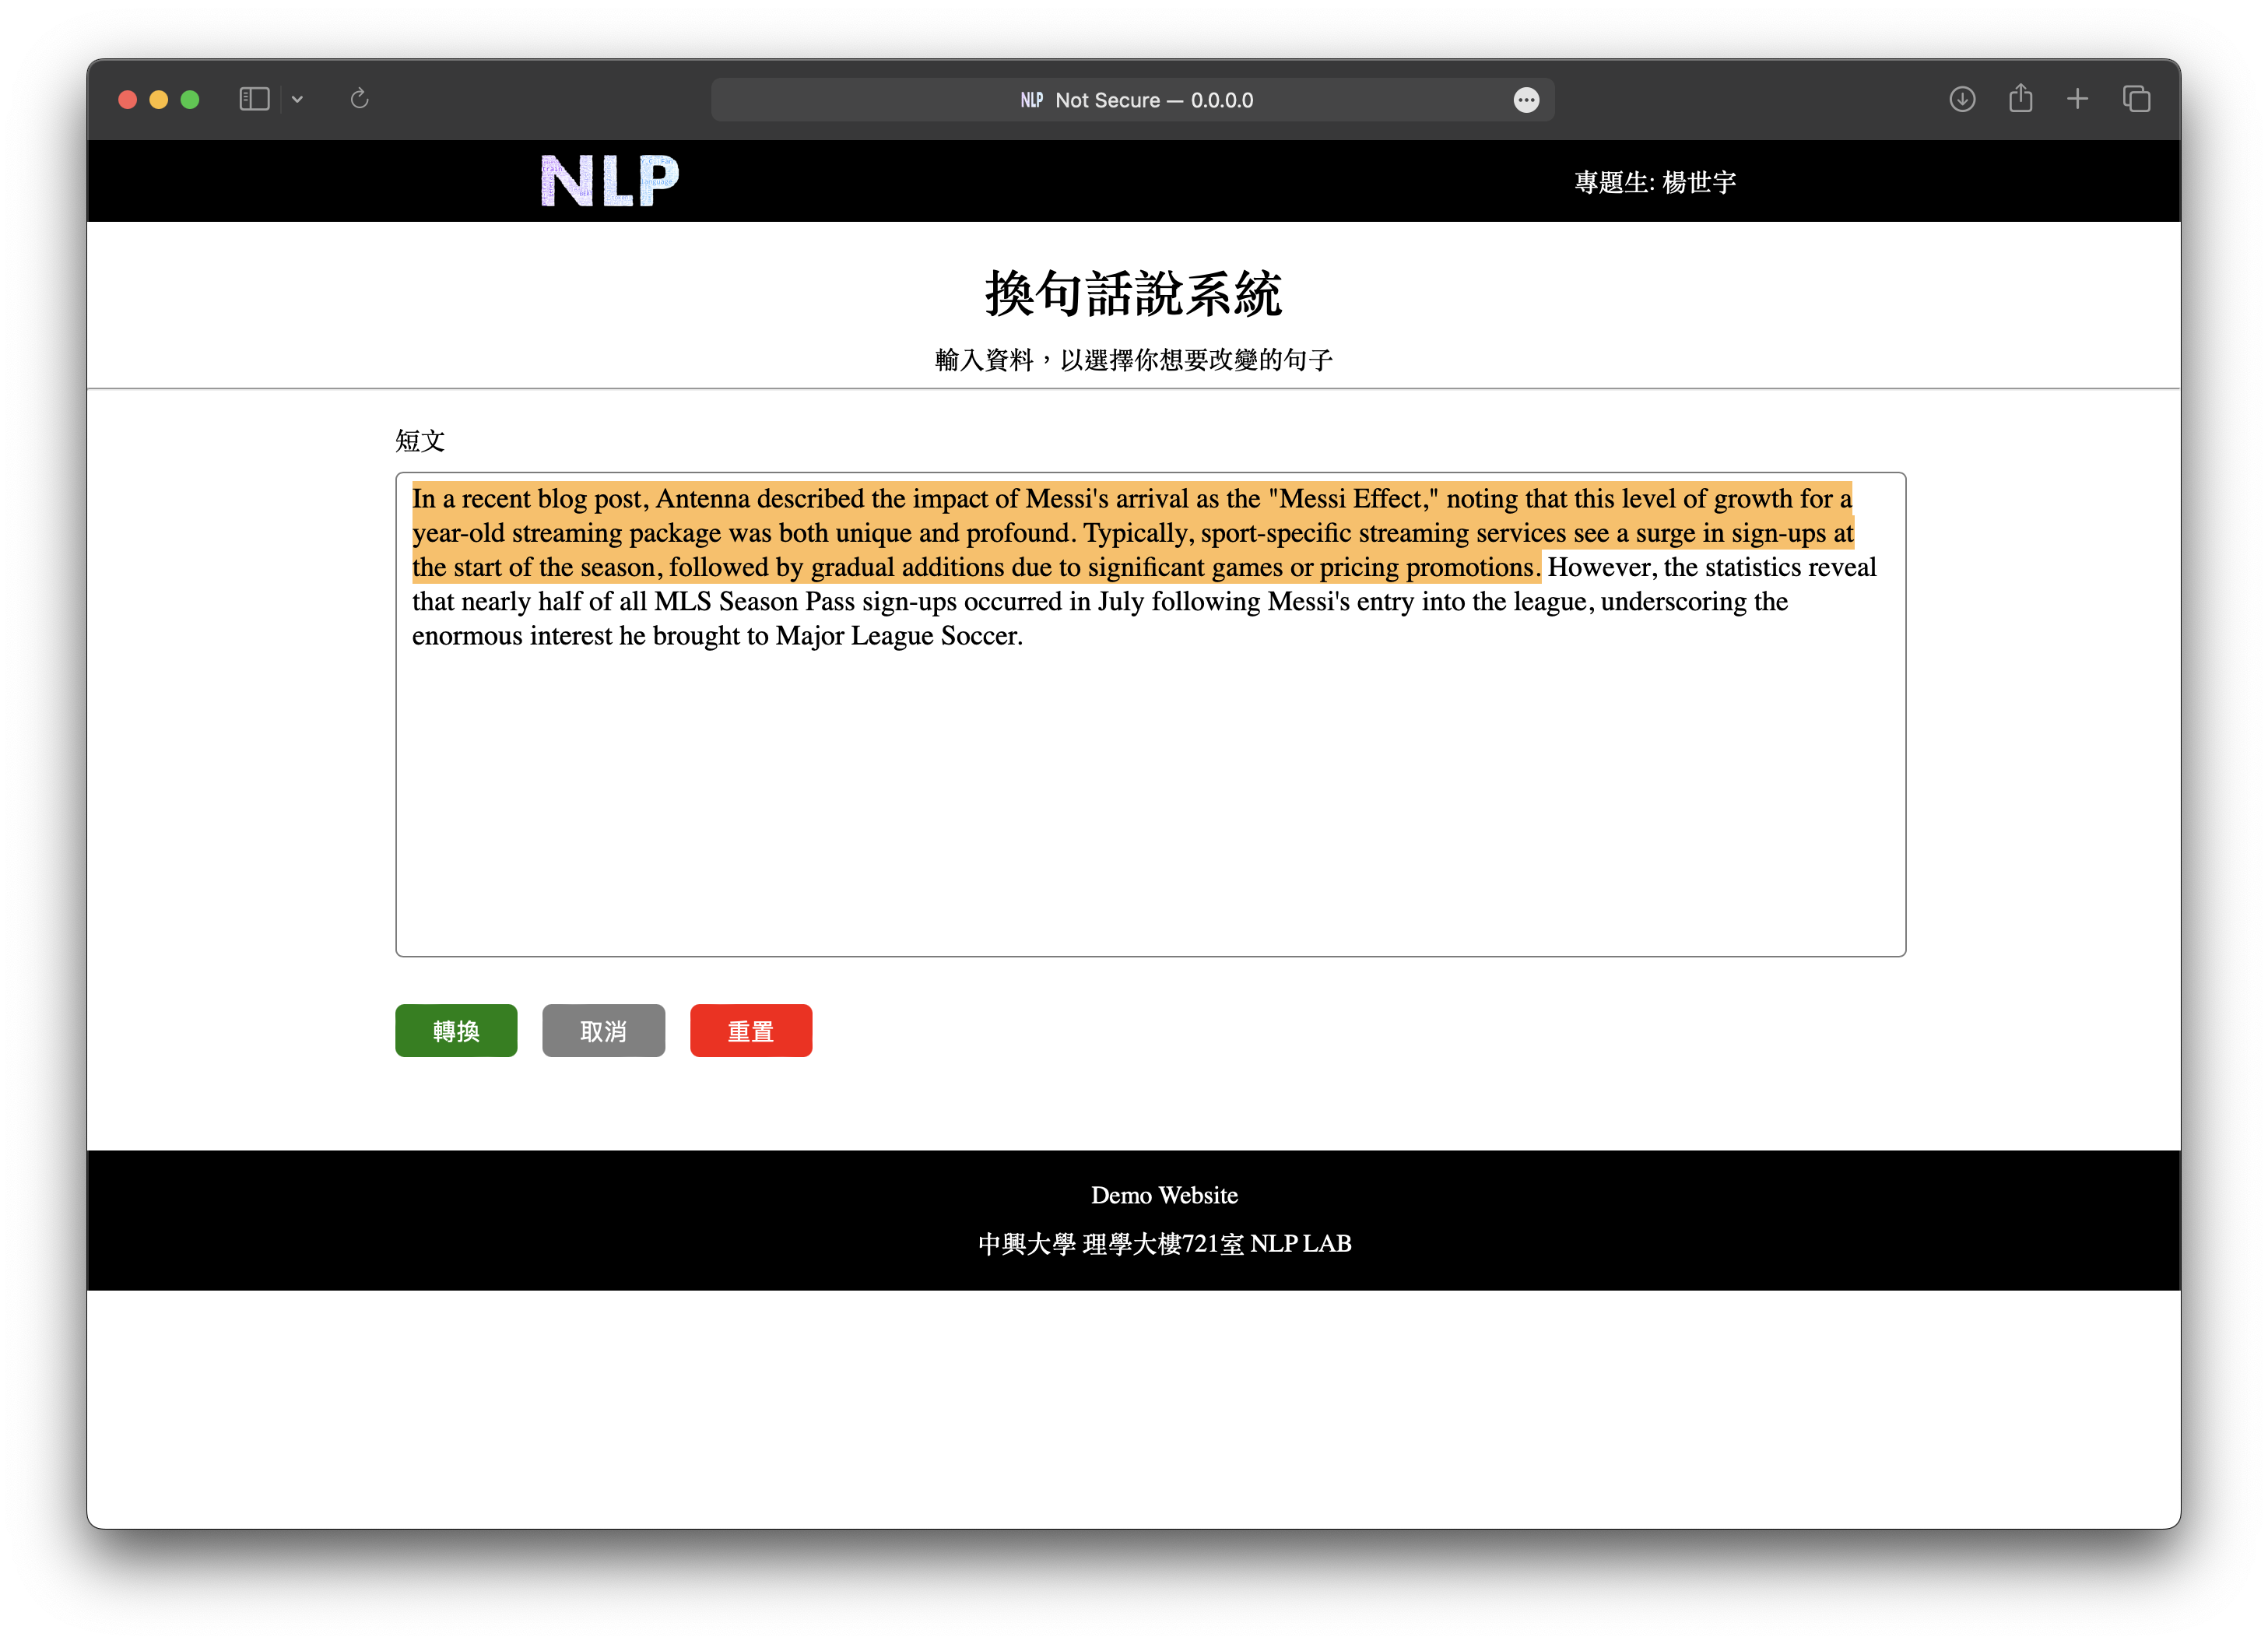 NLP Not Secure — 0.0.0.0
NLP
專題生: 楊世宇
換句話說系統
輸入資料，以選擇你想要改變的句子
短文
In a recent blog post, Antenna described the impact of Messi's arrival as the "Messi Effect," noting that this level of growth for a
year-old streaming package was both unique and profound. Typically, sport-specific streaming services see a surge in sign-ups at
the start of the season, followed by gradual additions due to significant games or pricing promotions. However, the statistics reveal
that nearly half of all MLS Season Pass sign-ups occurred in July following Messi's entry into the league, underscoring the
enormous interest he brought to Major League Soccer.
轉換 取消 重置
Demo Website
中興大學 理學大樓721室 NLP LAB